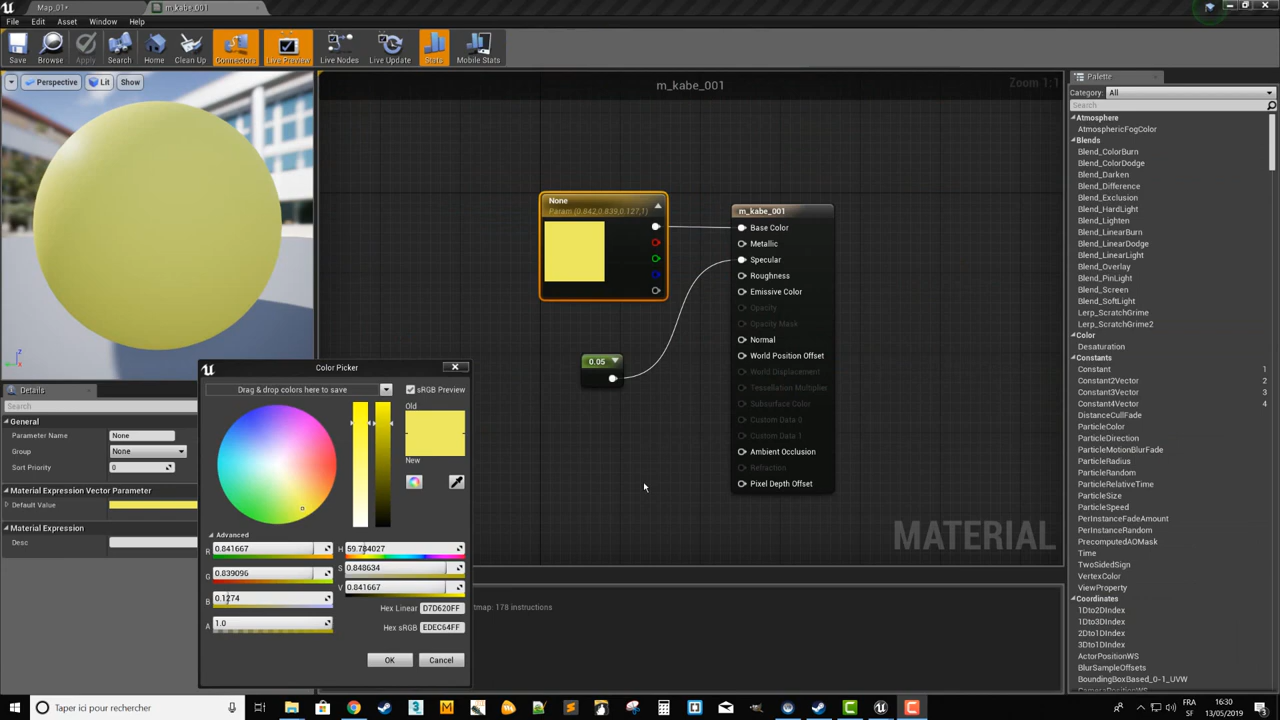 Map_01*
m_kabe_001
File Edit Asset Window Help
Save Browse Apply Search Home Clean Up Connectors Live Preview Live Nodes Live Update Stats Mobile Stats
Perspective Lit Show
m_kabe_001
Zoom 1:1
None
Param (0.842,0.839,0.127,1)
0.05
m_kabe_001
Base Color
Metallic
Specular
Roughness
Emissive Color
Opacity
Opacity Mask
Normal
World Position Offset
World Displacement
Tessellation Multiplier
Subsurface Color
Custom Data 0
Custom Data 1
Ambient Occlusion
Refraction
Pixel Depth Offset
MATERIAL
Details
Search
General
Parameter Name None
Group None
Sort Priority 0
Material Expression Vector Parameter
Default Value
Material Expression
Desc
Color Picker
Drag & drop colors here to save
sRGB Preview
Old
New
Advanced
R 0.841667
G 0.839096
B 0.1274
A 1.0
H 59.784027
S 0.848634
V 0.841667
Hex Linear D7D620FF
Hex sRGB EDEC64FF
OK Cancel
tmap: 178 instructions
Palette
Category: All
Search
Atmosphere
AtmosphericFogColor
Blends
Blend_ColorBurn
Blend_ColorDodge
Blend_Darken
Blend_Difference
Blend_Exclusion
Blend_HardLight
Blend_Lighten
Blend_LinearBurn
Blend_LinearDodge
Blend_LinearLight
Blend_Overlay
Blend_PinLight
Blend_Screen
Blend_SoftLight
Lerp_ScratchGrime
Lerp_ScratchGrime2
Color
Desaturation
Constants
Constant 1
Constant2Vector 2
Constant3Vector 3
Constant4Vector 4
DistanceCullFade
ParticleColor
ParticleDirection
ParticleMotionBlurFade
ParticleRadius
ParticleRelativeTime
ParticleSize
ParticleSpeed
PerInstanceFadeAmount
PerInstanceRandom
PrecomputedAOMask
Time
TwoSidedSign
VertexColor
ViewProperty
Coordinates
1Dto2DIndex
1Dto3DIndex
2Dto1DIndex
3Dto1DIndex
ActorPositionWS
BlurSampleOffsets
BoundingBoxBased_0-1_UVW
Taper ici pour rechercher
FRA
SF
16:30
13/05/2019